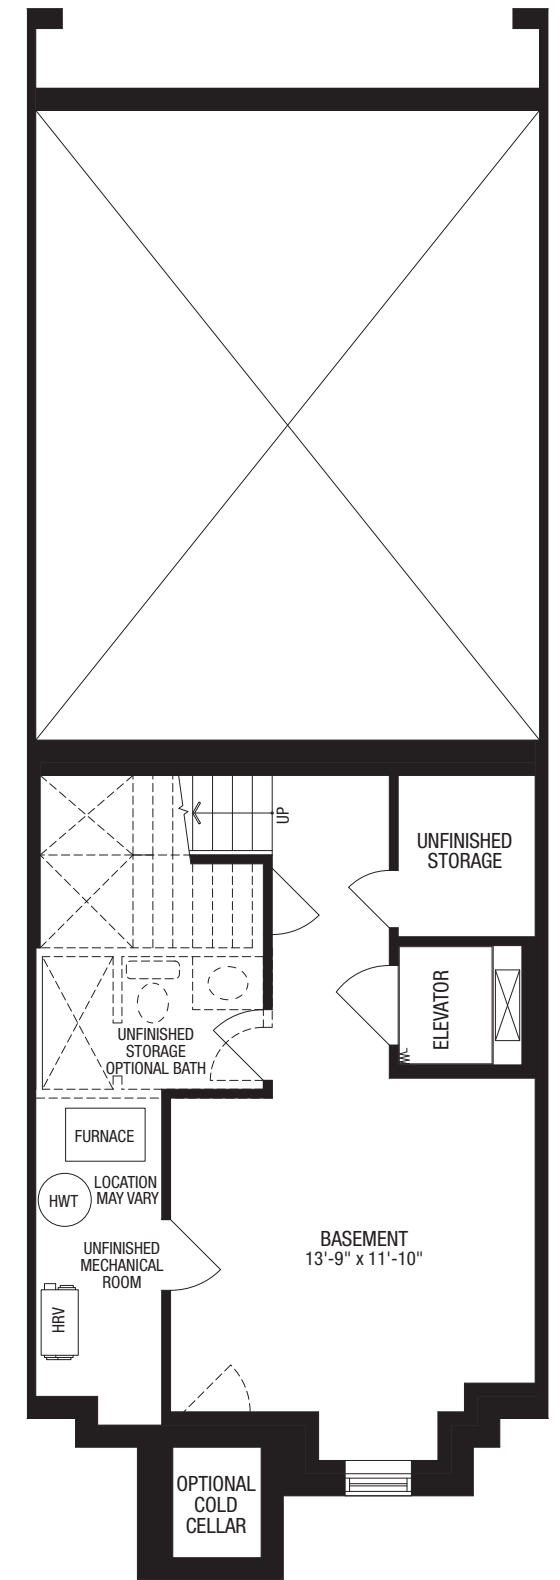 UP
UNFINISHED
STORAGE
ELEVATOR
UNFINISHED
STORAGE
OPTIONAL BATH
FURNACE
LOCATION
MAY VARY
HWT
UNFINISHED
MECHANICAL
ROOM
BASEMENT
13'-9" x 11'-10"
HRV
OPTIONAL
COLD
CELLAR